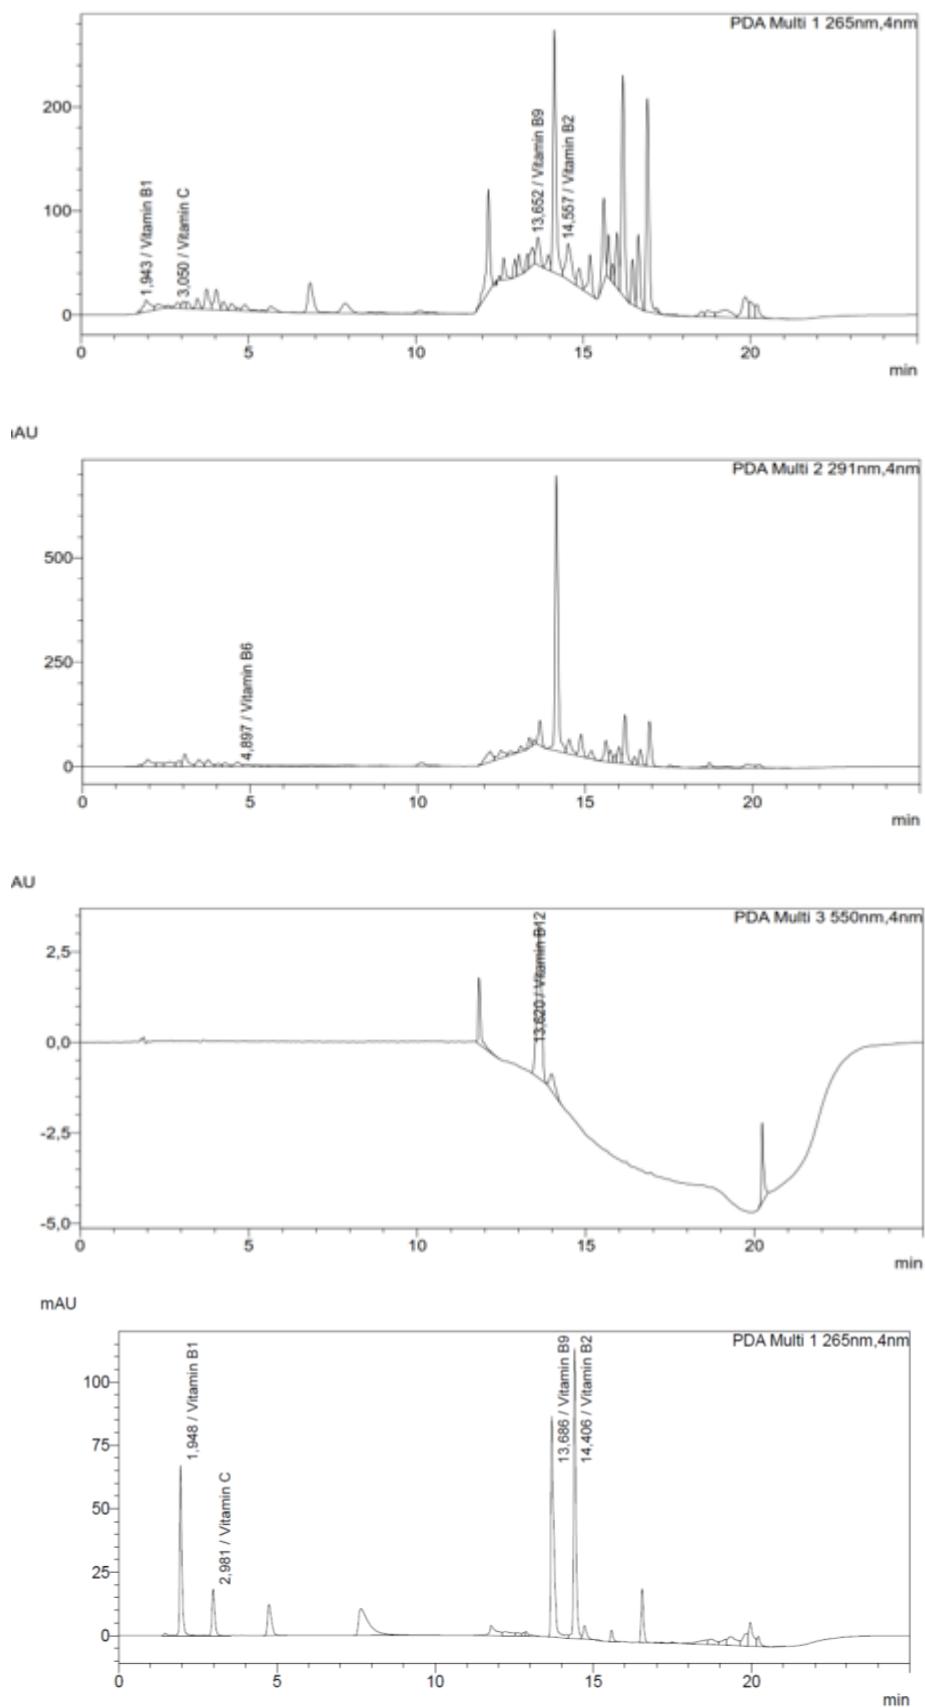 PDA Multi 1 265nm,4nm
200
100
0
1,943 / Vitamin B1
3,050 / Vitamin C
13,652 / Vitamin B9
14,557 / Vitamin B2
0 5 10 15 20
min
AU
PDA Multi 2 291nm,4nm
500
250
0
4,897 / Vitamin B6
0 5 10 15 20
min
AU
PDA Multi 3 550nm,4nm
2,5
0,0
-2,5
-5,0
13,620 / Vitamin B12
0 5 10 15 20
min
mAU
PDA Multi 1 265nm,4nm
100
75
50
25
0
1,948 / Vitamin B1
2,981 / Vitamin C
13,686 / Vitamin B9
14,406 / Vitamin B2
0 5 10 15 20
min